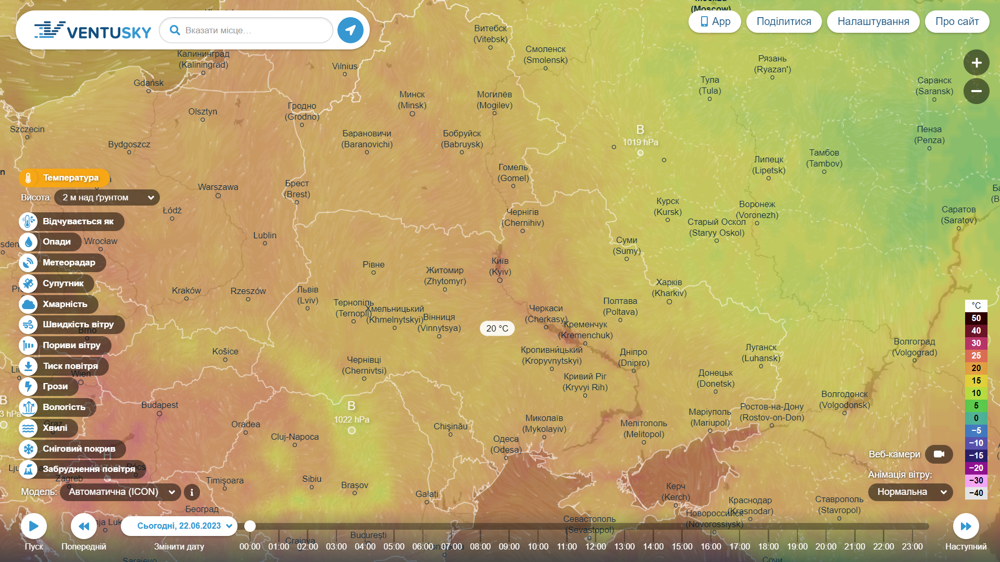 VENTUSKY
Вказати місце…
App
Поділитися
Налаштування
Про сайт
(Moscow)
Витебск
(Vitebsk)
Смоленск
(Smolensk)
Калининград
(Kaliningrad)
Vilnius
Рязань
(Ryazan')
Тула
(Tula)
Саранск
(Saransk)
Gdańsk
Минск
(Minsk)
Могилёв
(Mogilev)
Гродно
(Grodno)
Olsztyn
Szczecin
Bydgoszcz
Барановичи
(Baranovichi)
Бобруйск
(Babruysk)
В
1019 hPa
Пенза
(Penza)
Тамбов
(Tambov)
Липецк
(Lipetsk)
Гомель
(Gomel)
Температура
Висота:
2 м над ґрунтом
Warszawa
Брест
(Brest)
Łódź
Курск
(Kursk)
Воронеж
(Voronezh)
Саратов
(Saratov)
Чернігів
(Chernihiv)
Старый Оскол
(Staryy Oskol)
Відчувається як
Опади
Wrocław
Lublin
Суми
(Sumy)
Метеорадар
Рівне
Київ
(Kyiv)
Житомир
(Zhytomyr)
Супутник
Kraków
Rzeszów
Львів
(Lviv)
Харків
(Kharkiv)
Хмарність
Тернопіль
(Ternopil)
Хмельницький
(Khmelnytskyi)
Вінниця
(Vinnytsya)
Черкаси
(Cherkasy)
Полтава
(Poltava)
Кременчук
(Kremenchuk)
20 °C
Швидкість вітру
Brno
Пориви вітру
Košice
Чернівці
(Chernivtsi)
Кропиви́цький
(Kropyvnytskyi)
Дніпро
(Dnipro)
Луганск
(Luhansk)
Волгоград
(Volgograd)
Тиск повітря
Wien
Кривий Ріг
(Kryvyi Rih)
Донецьк
(Donetsk)
Грози
Вологість
Budapest
В
1022 hPa
В
3 hPa
Волгодонск
(Volgodonsk)
Ростов-на-Дону
(Rostov-on-Don)
Маріуполь
(Mariupol)
Мелітополь
(Melitopol)
Миколаїв
(Mykolayiv)
Хвилі
Graz
Oradea
Cluj-Napoca
Chişinău
Одеса
(Odesa)
Сніговий покрив
Забруднення повітря
Pécs
Zagreb
Timişoara
Sibiu
Braşov
Galați
Керч
(Kerch)
Краснодар
(Krasnodar)
Ставрополь
(Stavropol)
Новороссийск
(Novorossiysk)
Севастополь
(Sevastopol)
Модель:
Автоматична (ICON)
i
Београд
Bucureşti
Craiova
Sarajevo
Сочи
°C
50
40
30
25
20
15
10
5
0
−5
−10
−15
−20
−30
−40
Веб-камери
Анімація вітру:
Нормальна
Сьогодні, 22.06.2023
Пуск
Попередній
Змінити дату
00:00 01:00 02:00 03:00 04:00 05:00 06:00 07:00 08:00 09:00 10:00 11:00 12:00 13:00 14:00 15:00 16:00 17:00 18:00 19:00 20:00 21:00 22:00 23:00
Наступний